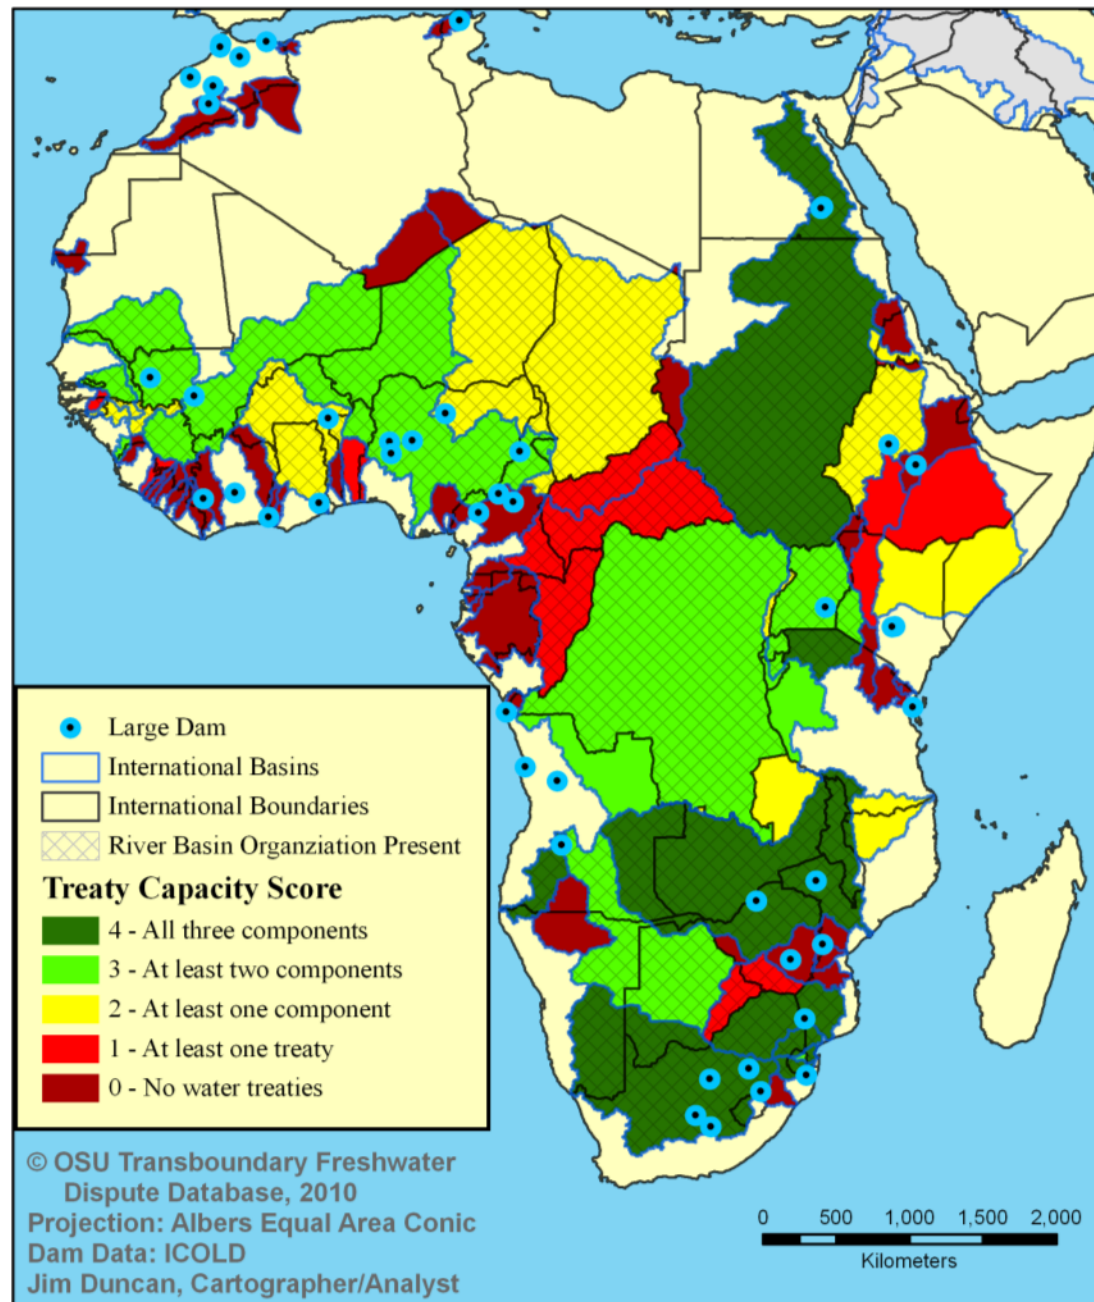 Large Dam
International Basins
International Boundaries
River Basin Organziation Present
Treaty Capacity Score
4 - All three components
3 - At least two components
2 - At least one component
1 - At least one treaty
0 - No water treaties
© OSU Transboundary Freshwater
Dispute Database, 2010
Projection: Albers Equal Area Conic
Dam Data: ICOLD
Jim Duncan, Cartographer/Analyst
0 500 1,000 1,500 2,000
Kilometers